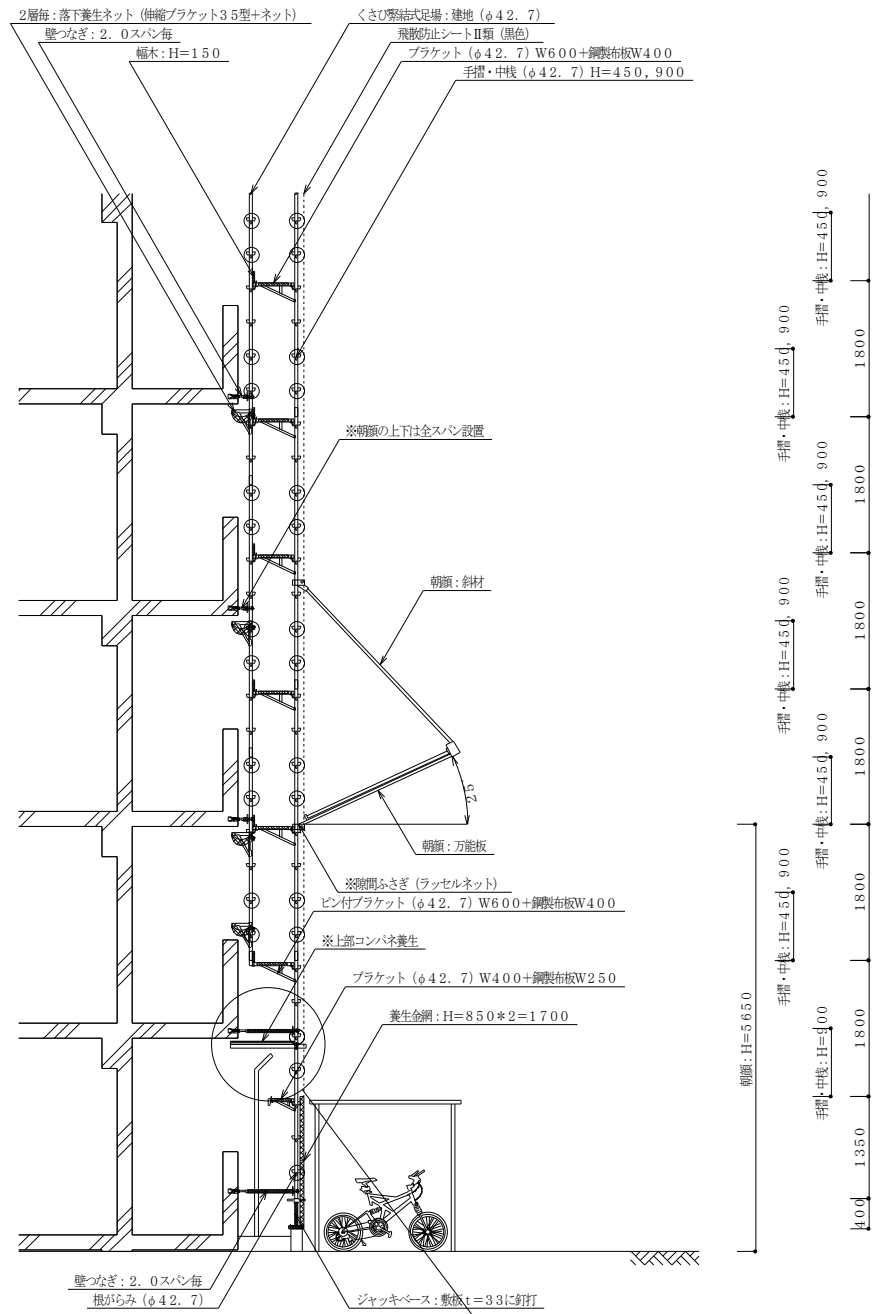 2層毎：落下養生ネット（伸縮ブラケット35型＋ネット）
壁つなぎ：2．0スパン毎
幅木：H＝150
くさび緊結式足場：建地（φ42．7）
飛散防止シートⅡ類（黒色）
ブラケット（φ42．7）W600＋鋼製布板W400
手摺・中桟（φ42．7）H＝450，900
※朝顔の上下は全スパン設置
朝顔：斜材
25
朝顔：万能板
※隙間ふさぎ（ラッセルネット）
ピン付ブラケット（φ42．7）W600＋鋼製布板W400
※上部コンパネ養生
ブラケット（φ42．7）W400＋鋼製布板W250
養生金網：H＝850＊2＝1700
壁つなぎ：2．0スパン毎
根がらみ（φ42．7）
ジャッキベース：敷板t＝33に釘打
朝顔：H＝5650
手摺・中桟：H＝450，900
手摺・中桟：H＝450，900
手摺・中桟：H＝450，900
手摺・中桟：H＝450，900
手摺・中桟：H＝450，900
手摺・中桟：H＝450，900
手摺・中桟：H＝900
1800
1800
1800
1800
1800
1800
1350
400